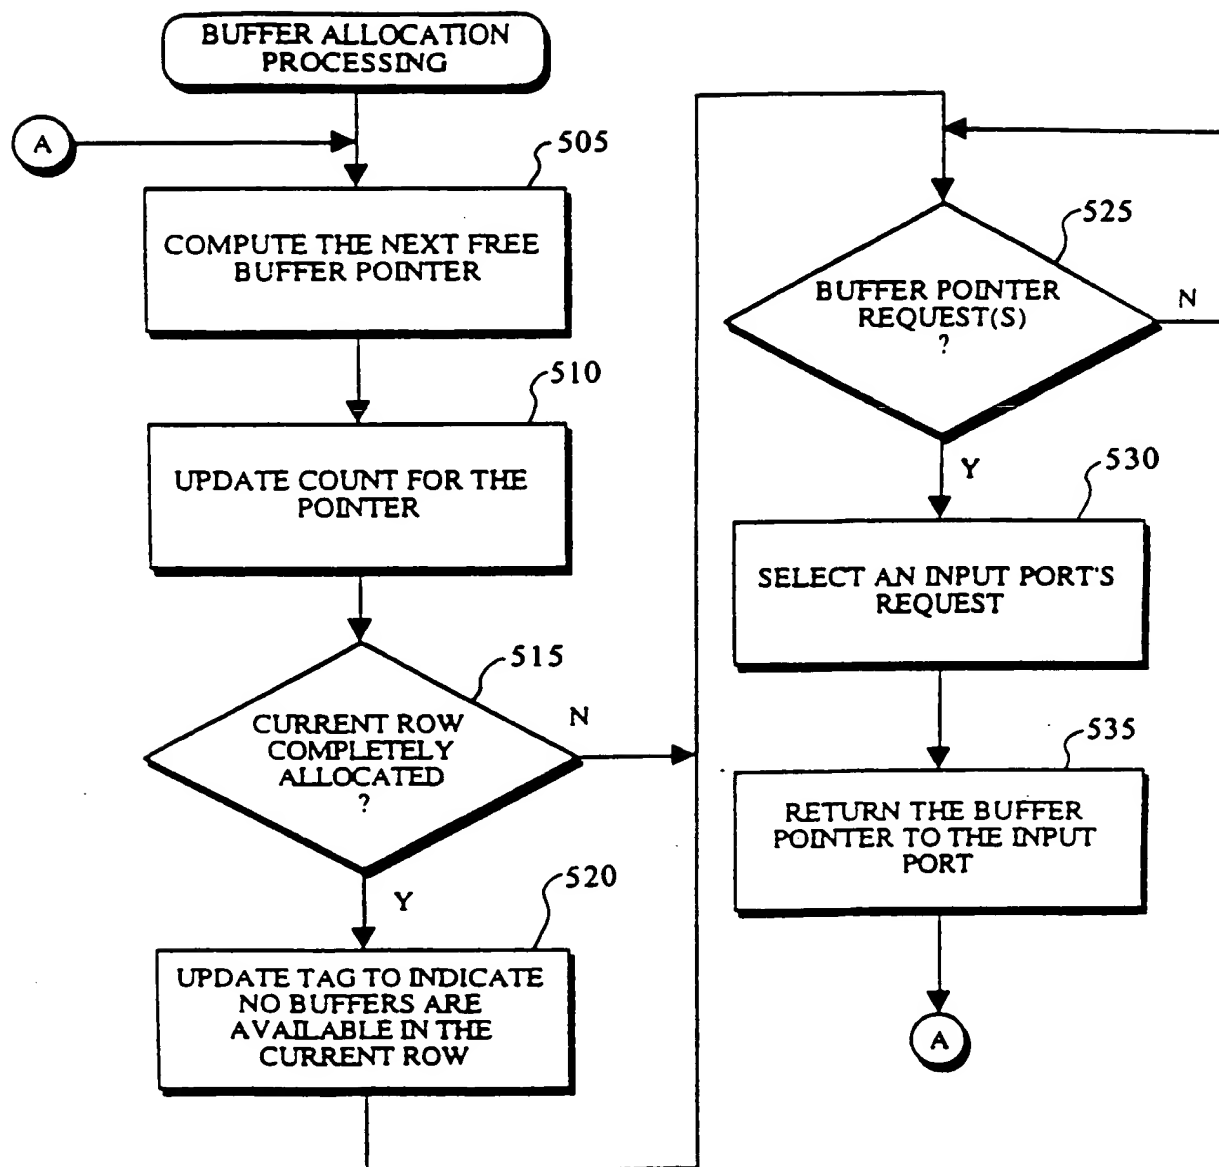 BUFFER ALLOCATION
PROCESSING
A
505
COMPUTE THE NEXT FREE
BUFFER POINTER
510
UPDATE COUNT FOR THE
POINTER
515
CURRENT ROW
COMPLETELY
ALLOCATED
?
N
Y
520
UPDATE TAG TO INDICATE
NO BUFFERS ARE
AVAILABLE IN THE
CURRENT ROW
525
BUFFER POINTER
REQUEST(S)
?
N
Y
530
SELECT AN INPUT PORT'S
REQUEST
535
RETURN THE BUFFER
POINTER TO THE INPUT
PORT
A